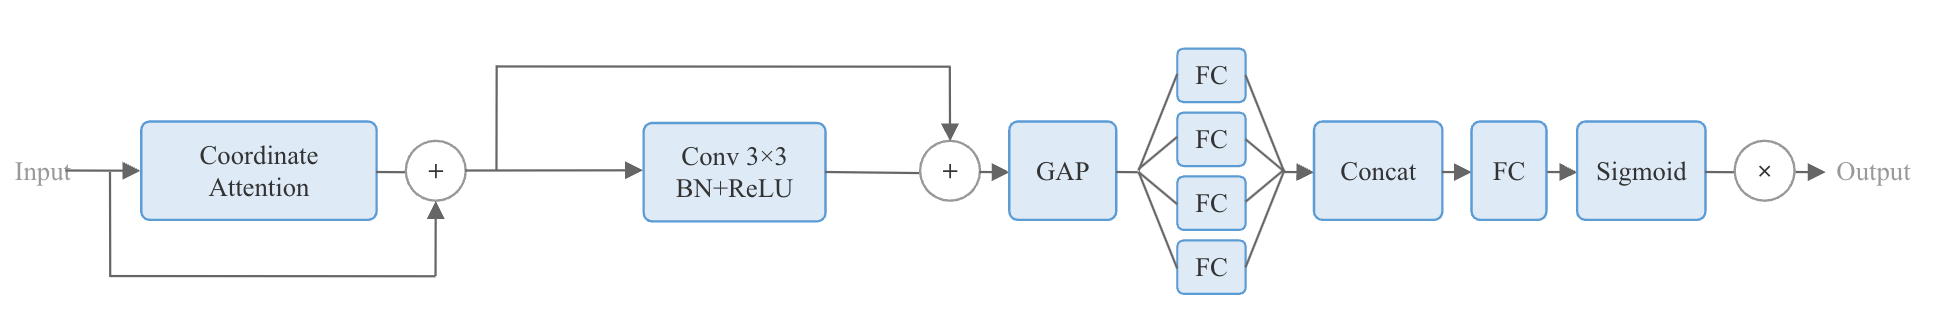 Input
Coordinate
Attention
+
Conv 3×3
BN+ReLU
+
GAP
FC
FC
FC
FC
Concat
FC
Sigmoid
×
Output